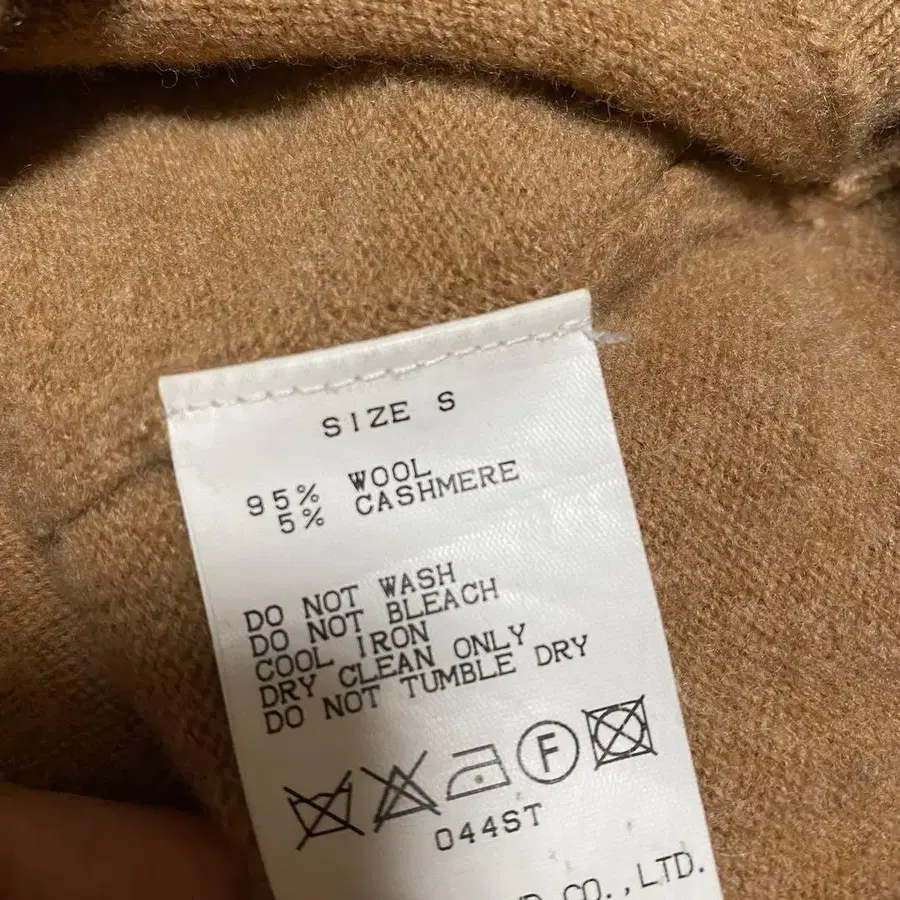 SIZE S
95% WOOL
5% CASHMERE
DO NOT WASH
DO NOT BLEACH
COOL IRON
DRY CLEAN ONLY
DO NOT TUMBLE DRY
F
044ST
CO.,LTD.